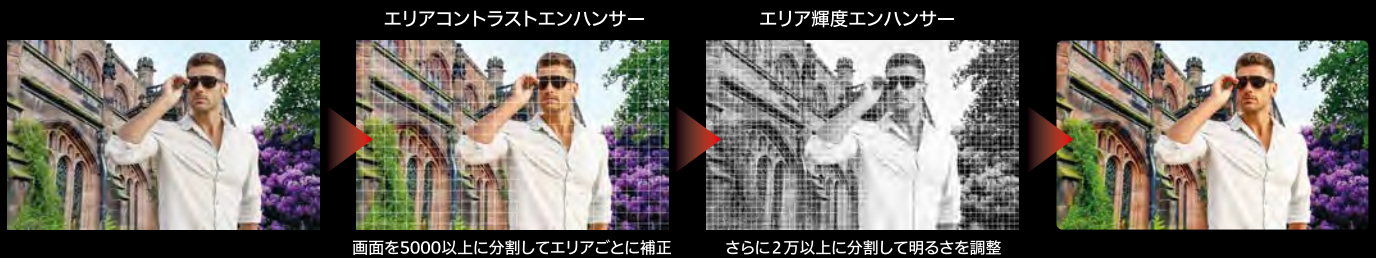 エリアコントラストエンハンサー
エリア輝度エンハンサー
画面を5000以上に分割してエリアごとに補正
さらに2万以上に分割して明るさを調整